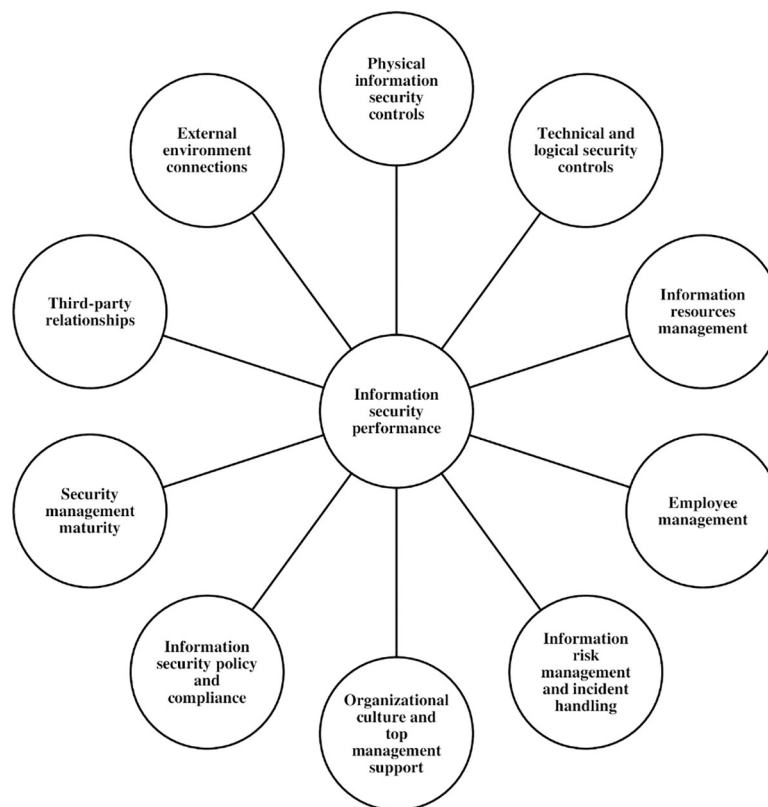 Physical
information
security
controls
Technical and
logical security
controls
Information
resources
management
Employee
management
Information
risk
management
and incident
handling
Organizational
culture and
top
management
support
Information
security policy
and
compliance
Security
management
maturity
Third-party
relationships
External
environment
connections
Information
security
performance